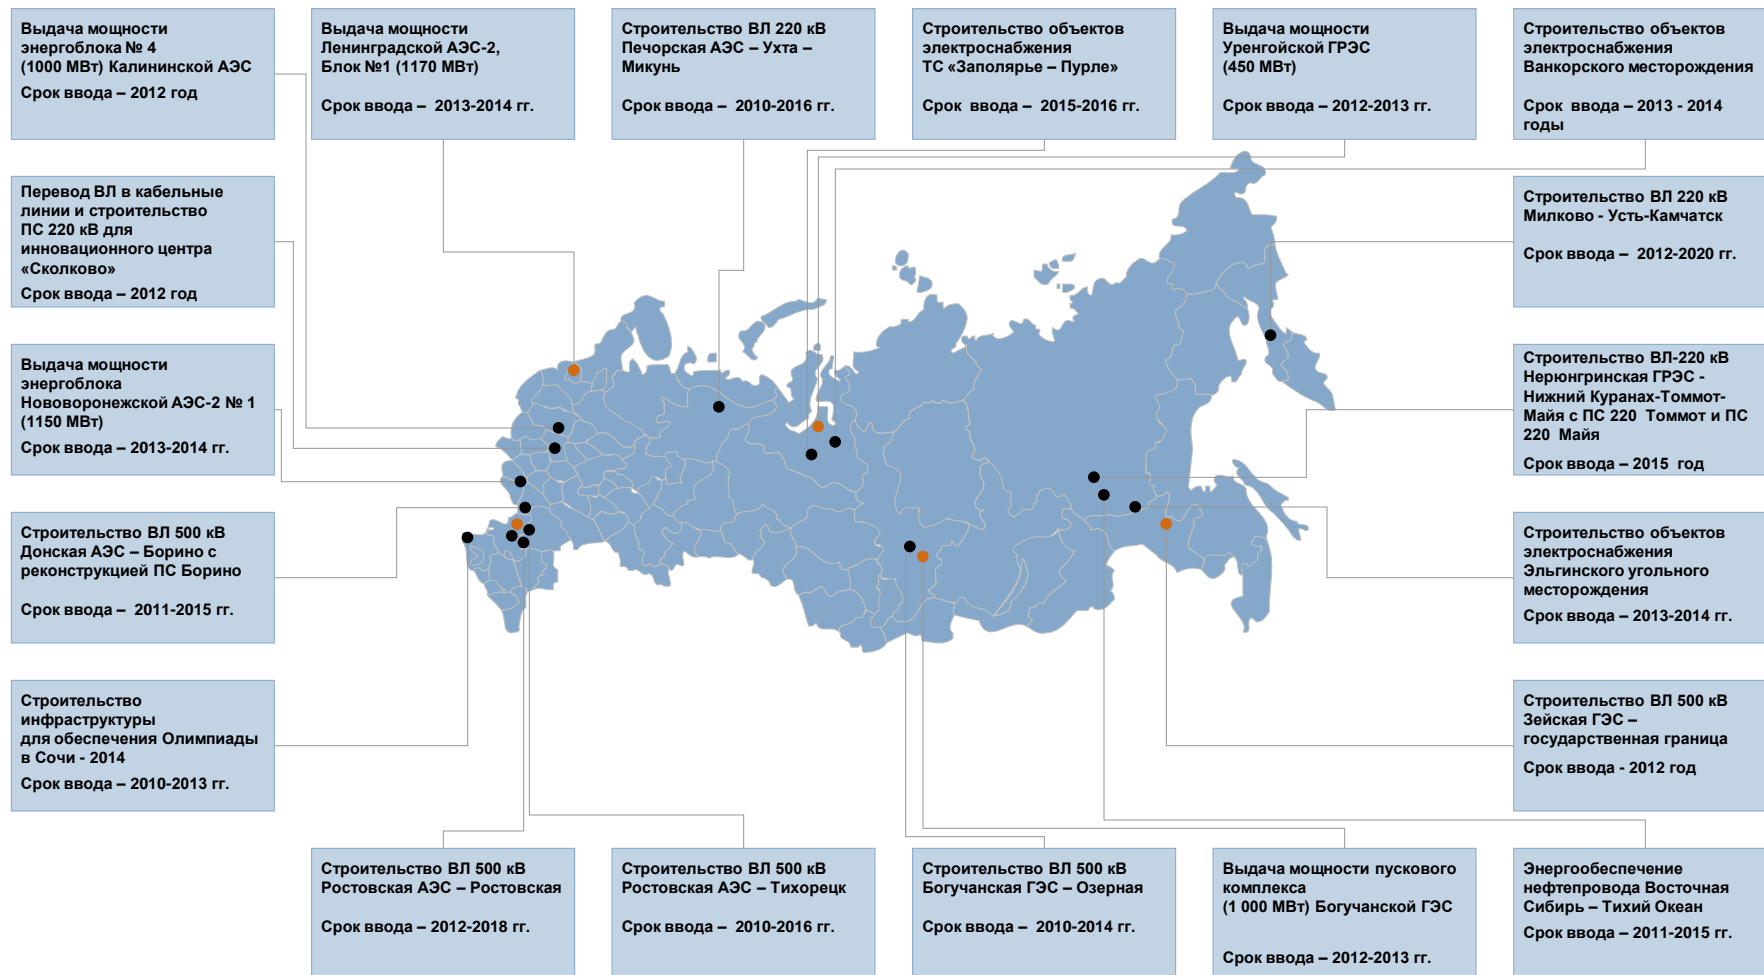 Выдача мощности
энергоблока № 4
(1000 МВт) Калининской АЭС
Срок ввода – 2012 год
Выдача мощности
Ленинградской АЭС-2,
Блок №1 (1170 МВт)
Срок ввода – 2013-2014 гг.
Строительство ВЛ 220 кВ
Печорская АЭС – Ухта –
Микунь
Срок ввода – 2010-2016 гг.
Строительство объектов
электроснабжения
ТС «Заполярье – Пурпе»
Срок ввода – 2015-2016 гг.
Выдача мощности
Уренгойской ГРЭС
(450 МВт)
Срок ввода – 2012-2013 гг.
Строительство объектов
электроснабжения
Ванкорского месторождения
Срок ввода – 2013 - 2014
годы
Перевод ВЛ в кабельные
линии и строительство
ПС 220 кВ для
инновационного центра
«Сколково»
Срок ввода – 2012 год
Строительство ВЛ 220 кВ
Милково - Усть-Камчатск
Срок ввода – 2012-2020 гг.
Выдача мощности
энергоблока
Нововоронежской АЭС-2 № 1
(1150 МВт)
Срок ввода – 2013-2014 гг.
Строительство ВЛ-220 кВ
Нерюнгринская ГРЭС -
Нижний Куранах-Томмот-
Майя с ПС 220 Томмот и ПС
220 Майя
Срок ввода – 2015 год
Строительство ВЛ 500 кВ
Донская АЭС – Борино с
реконструкцией ПС Борино
Срок ввода – 2011-2015 гг.
Строительство объектов
электроснабжения
Эльгинского угольного
месторождения
Срок ввода – 2013-2014 гг.
Строительство
инфраструктуры
для обеспечения Олимпиады
в Сочи - 2014
Срок ввода – 2010-2013 гг.
Строительство ВЛ 500 кВ
Зейская ГЭС –
государственная граница
Срок ввода - 2012 год
Строительство ВЛ 500 кВ
Ростовская АЭС – Ростовская
Срок ввода – 2012-2018 гг.
Строительство ВЛ 500 кВ
Ростовская АЭС – Тихорецк
Срок ввода – 2010-2016 гг.
Строительство ВЛ 500 кВ
Богучанская ГЭС – Озерная
Срок ввода – 2010-2014 гг.
Выдача мощности пускового
комплекса
(1 000 МВт) Богучанской ГЭС
Срок ввода – 2012-2013 гг.
Энергообеспечение
нефтепровода Восточная
Сибирь – Тихий Океан
Срок ввода – 2011-2015 гг.